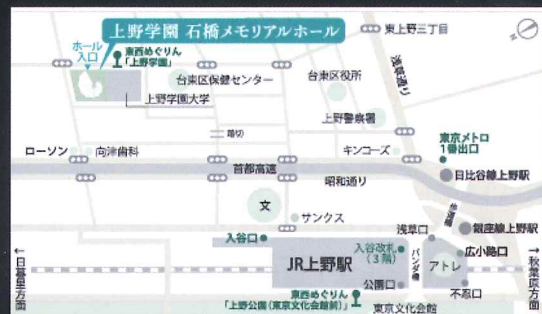 上野学園 石橋メモリアルホール
東上野三丁目
N
ホール
入口
東西めぐりん
「上野学園」
台東区保健センター
台東区役所
浅草通り
上野学園大学
上野警察署
踏切
東京メトロ
1番出口
ローソン
向津歯科
キンコーズ
首都高速
日比谷線上野駅
昭和通り
文
歩道橋
サンクス
浅草口
銀座線上野駅
入谷口
入谷改札
（3階）
広小路口
←日暮里方面
JR上野駅
パンダ橋
アトレ
→秋葉原方面
公園口
不忍口
東西めぐりん
「上野公園（東京文化会館前）」
東京文化会館